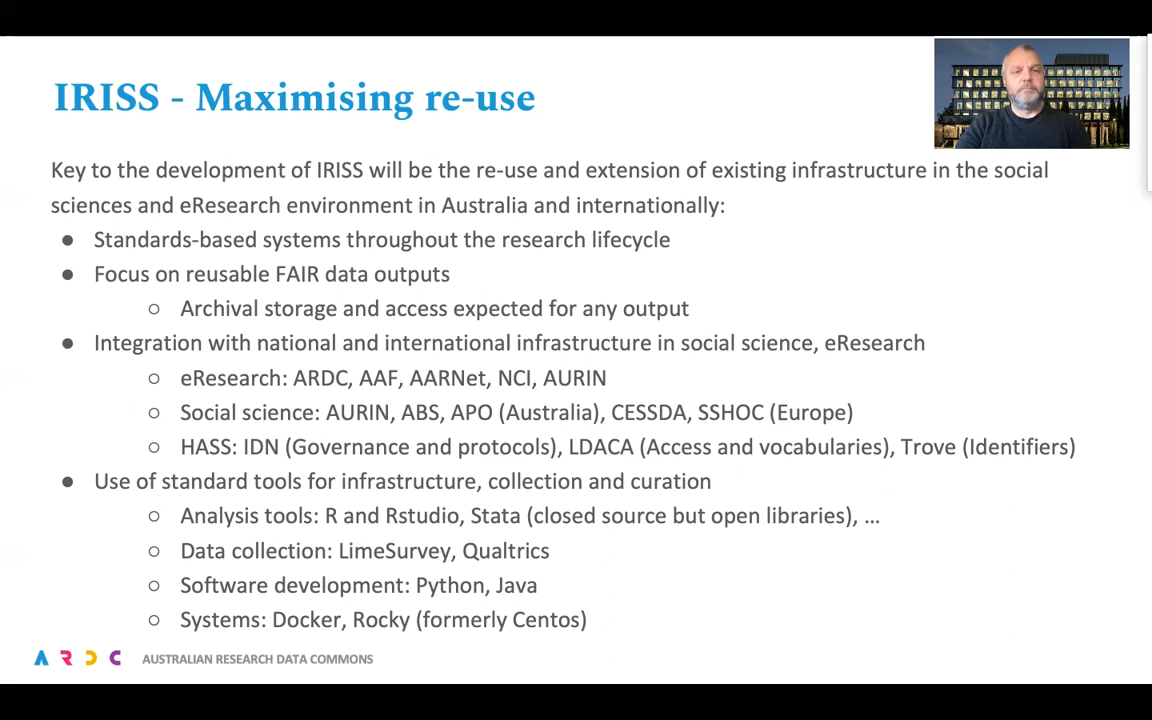 IRISS - Maximising re-use
Key to the development of IRISS will be the re-use and extension of existing infrastructure in the social
sciences and eResearch environment in Australia and internationally:
● Standards-based systems throughout the research lifecycle
● Focus on reusable FAIR data outputs
○ Archival storage and access expected for any output
● Integration with national and international infrastructure in social science, eResearch
○ eResearch: ARDC, AAF, AARNet, NCI, AURIN
○ Social science: AURIN, ABS, APO (Australia), CESSDA, SSHOC (Europe)
○ HASS: IDN (Governance and protocols), LDACA (Access and vocabularies), Trove (Identifiers)
● Use of standard tools for infrastructure, collection and curation
○ Analysis tools: R and Rstudio, Stata (closed source but open libraries), …
○ Data collection: LimeSurvey, Qualtrics
○ Software development: Python, Java
○ Systems: Docker, Rocky (formerly Centos)
ARDC AUSTRALIAN RESEARCH DATA COMMONS